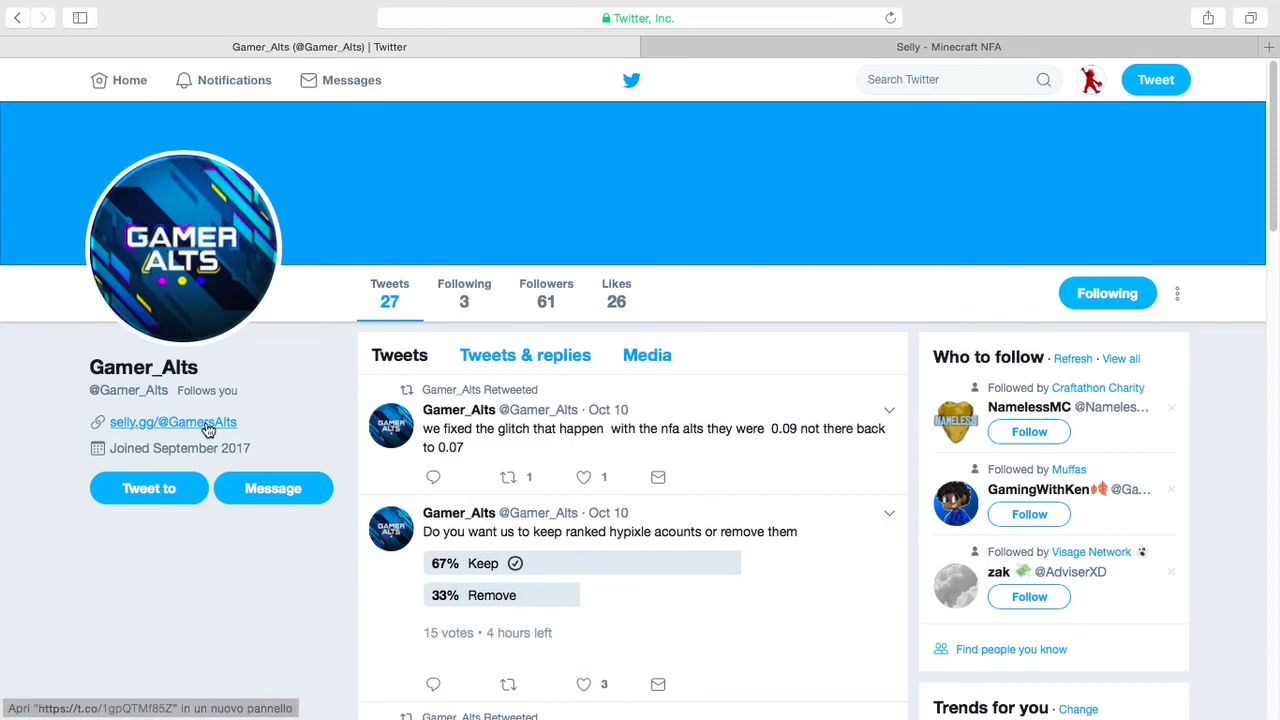 Twitter, Inc.
Gamer_Alts (@Gamer_Alts) | Twitter
Selly - Minecraft NFA
Home
Notifications
Messages
Search Twitter
Tweet
GAMER
ALTS
Tweets
27
Following
3
Followers
61
Likes
26
Following
Gamer_Alts
@Gamer_Alts Follows you
selly.gg/@GamersAlts
Joined September 2017
Tweet to
Message
Tweets
Tweets & replies
Media
Gamer_Alts Retweeted
GAMER
ALTS
Gamer_Alts @Gamer_Alts · Oct 10
we fixed the glitch that happen with the nfa alts they were 0.09 not there back
to 0.07
1
1
GAMER
ALTS
Gamer_Alts @Gamer_Alts · Oct 10
Do you want us to keep ranked hypixle acounts or remove them
67% Keep
33% Remove
15 votes • 4 hours left
3
Gamer_Alts Retweeted
Who to follow · Refresh · View all
Followed by Craftathon Charity
NAMELESS
NamelessMC @Nameles...
Follow
Followed by Muffas
GamingWithKen @Ga...
Follow
Followed by Visage Network
zak @AdviserXD
Follow
Find people you know
Trends for you · Change
Apri "https://t.co/1gpQTMf85Z" in un nuovo pannello